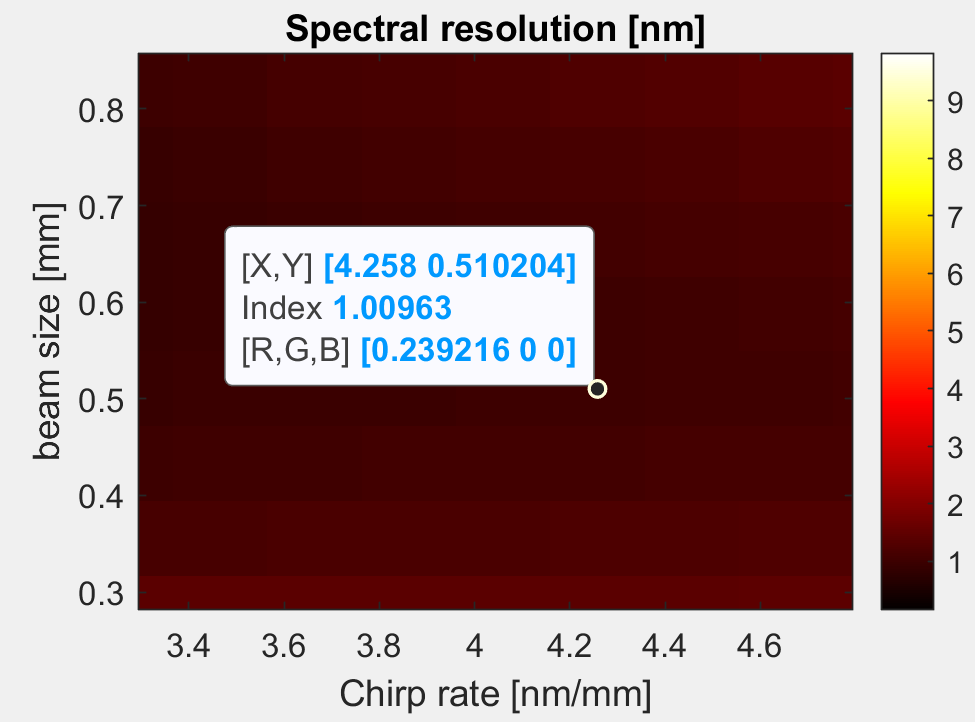 Spectral resolution [nm]
0.8
0.7
0.6
0.5
0.4
0.3
beam size [mm]
[X,Y] [4.258 0.510204]
Index 1.00963
[R,G,B] [0.239216 0 0]
3.4 3.6 3.8 4 4.2 4.4 4.6
Chirp rate [nm/mm]
9
8
7
6
5
4
3
2
1